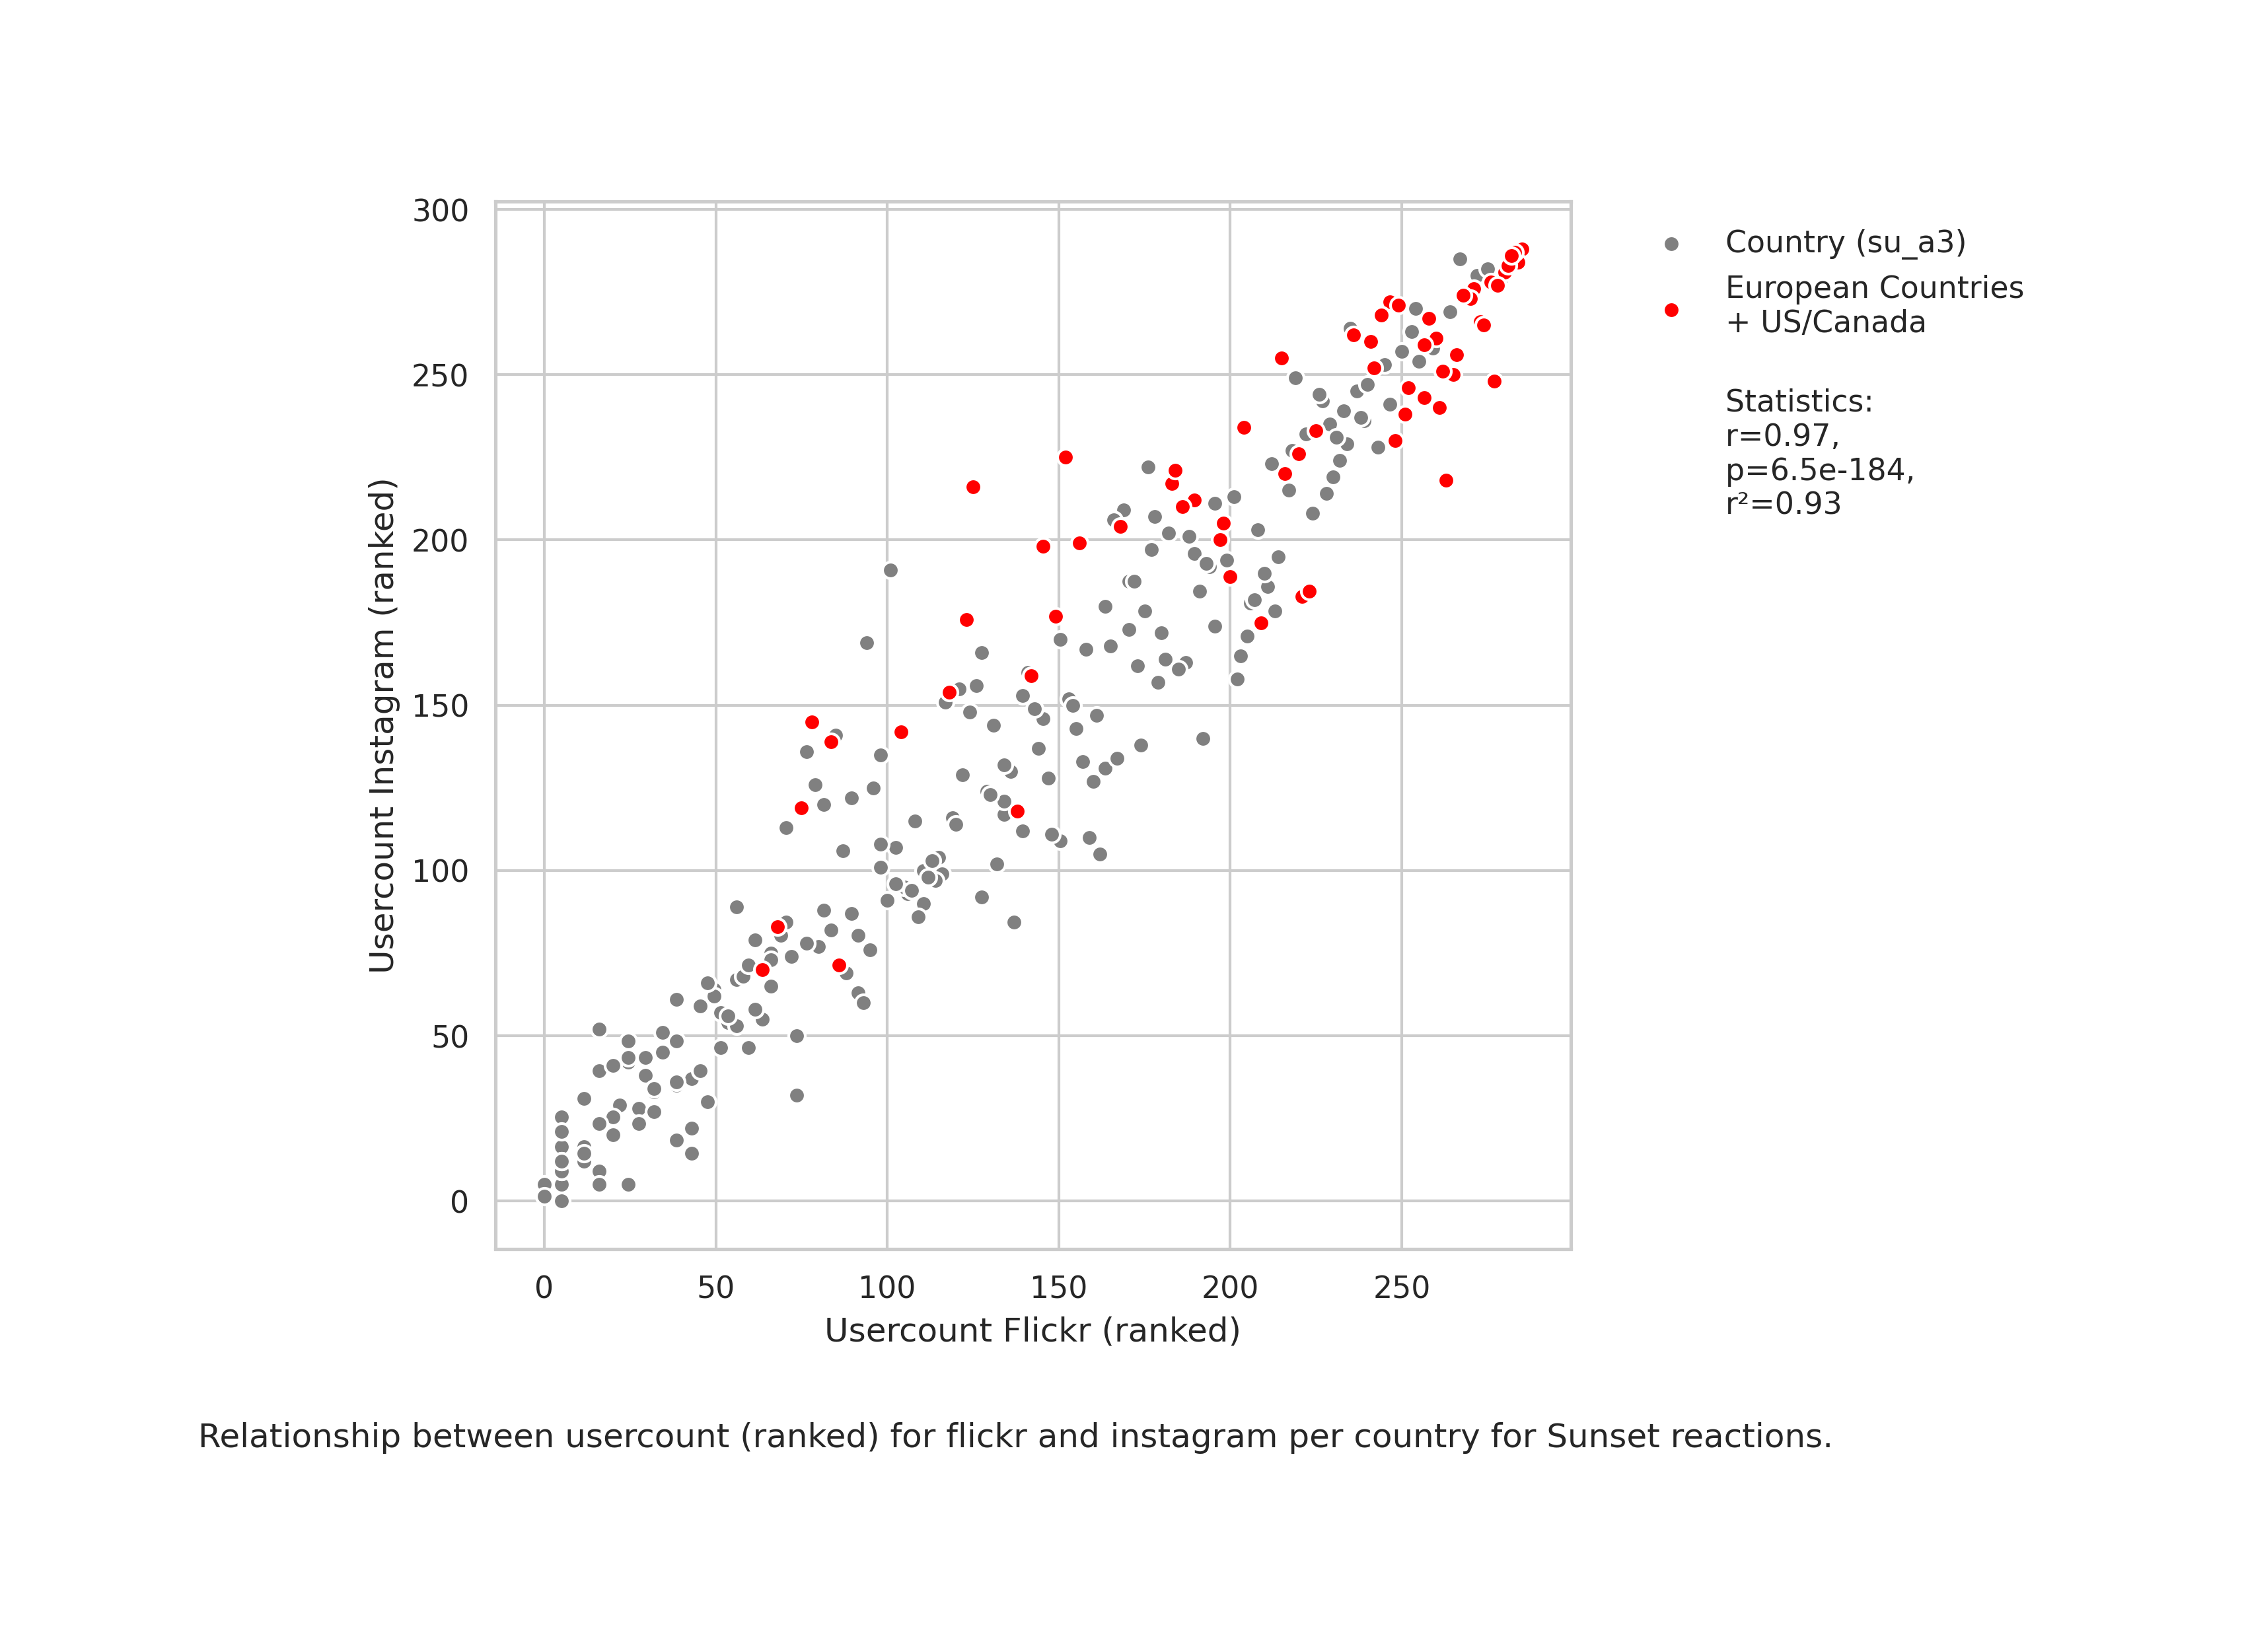 300
250
200
150
100
50
0
Usercount Instagram (ranked)
0 50 100 150 200 250
Usercount Flickr (ranked)
Country (su_a3)
European Countries
+ US/Canada
Statistics:
r=0.97,
p=6.5e-184,
r²=0.93
Relationship between usercount (ranked) for flickr and instagram per country for Sunset reactions.